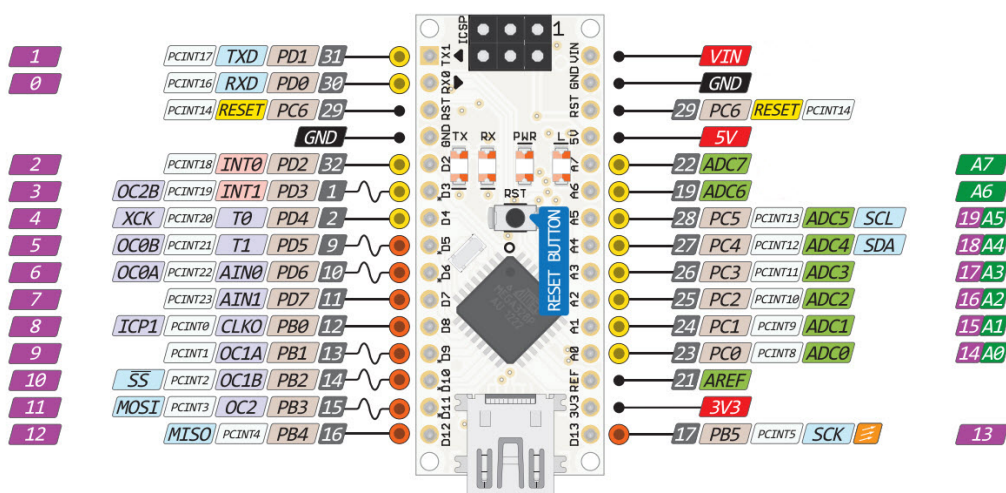 ICSP 1
1 PCINT17 TXD PD1 31 TX1 VIN VIN
0 PCINT16 RXD PD0 30 RX0 GND GND
PCINT14 RESET PC6 29 RST RST 29 PC6 RESET PCINT14
GND GND 5V 5V
TX RX PWR L
2 PCINT18 INT0 PD2 32 D2 A7 22 ADC7 A7
3 OC2B PCINT19 INT1 PD3 1 D3 A6 19 ADC6 A6
RST
4 XCK PCINT20 T0 PD4 2 D4 A5 28 PC5 PCINT13 ADC5 SCL 19 A5
5 OC0B PCINT21 T1 PD5 9 D5 A4 27 PC4 PCINT12 ADC4 SDA 18 A4
RESET BUTTON
6 OC0A PCINT22 AIN0 PD6 10 D6 A3 26 PC3 PCINT11 ADC3 17 A3
7 PCINT23 AIN1 PD7 11 D7 A2 25 PC2 PCINT10 ADC2 16 A2
8 ICP1 PCINT0 CLKO PB0 12 D8 A1 24 PC1 PCINT9 ADC1 15 A1
9 PCINT1 OC1A PB1 13 D9 A0 23 PC0 PCINT8 ADC0 14 A0
10 SS PCINT2 OC1B PB2 14 D10 REF 21 AREF
11 MOSI PCINT3 OC2 PB3 15 D11 3V3 3V3
12 MISO PCINT4 PB4 16 D12 D13 17 PB5 PCINT5 SCK 13